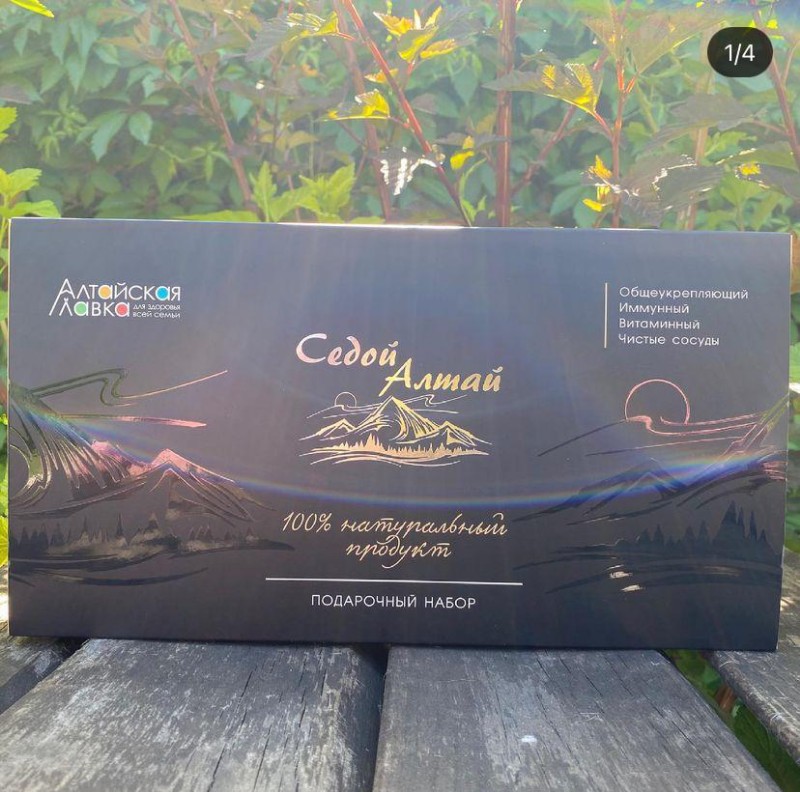 1/4
Алтайская
Лавка для здоровья
всей семьи
Общеукрепляющий
Иммунный
Витаминный
Чистые сосуды
Седой
Алтай
100% натуральный
продукт
ПОДАРОЧНЫЙ НАБОР